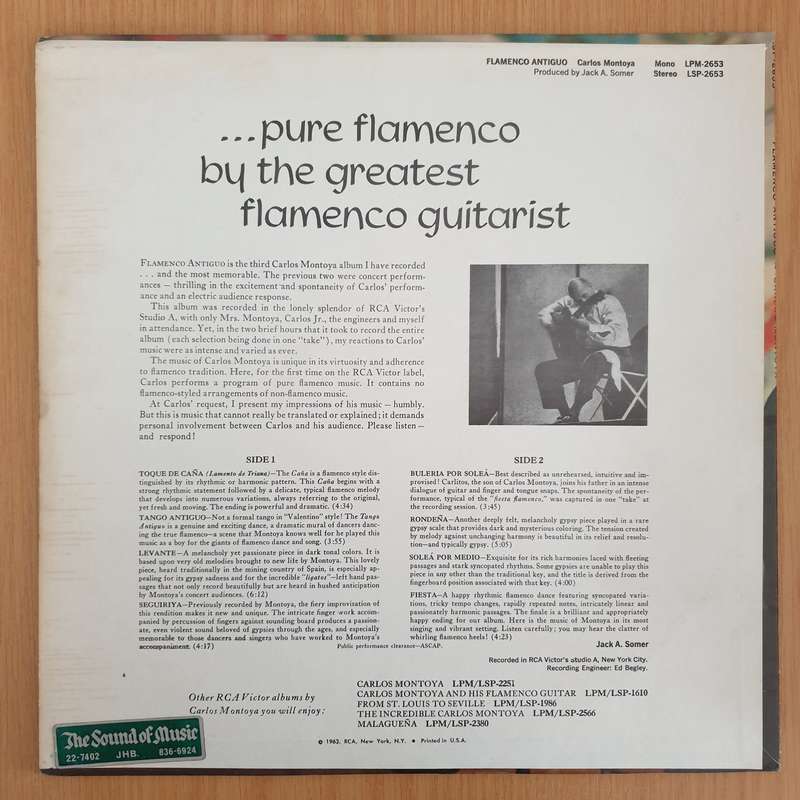 FLAMENCO ANTIGUO Carlos Montoya Mono LPM-2653
Produced by Jack A. Somer Stereo LSP-2653
...pure flamenco
by the greatest
flamenco guitarist
FLAMENCO ANTIGUO is the third Carlos Montoya album I have recorded
. . . and the most memorable. The previous two were concert perform-
ances – thrilling in the excitement and spontaneity of Carlos' perform-
ance and an electric audience response.
This album was recorded in the lonely splendor of RCA Victor's
Studio A, with only Mrs. Montoya, Carlos Jr., the engineers and myself
in attendance. Yet, in the two brief hours that it took to record the entire
album (each selection being done in one "take"), my reactions to Carlos'
music were as intense and varied as ever.
The music of Carlos Montoya is unique in its virtuosity and adherence
to flamenco tradition. Here, for the first time on the RCA Victor label,
Carlos performs a program of pure flamenco music. It contains no
flamenco-styled arrangements of non-flamenco music.
At Carlos' request, I present my impressions of his music – humbly.
But this is music that cannot really be translated or explained; it demands
personal involvement between Carlos and his audience. Please listen –
and respond!
SIDE 1
TOQUE DE CAÑA (Lamento de Triana)–The Caña is a flamenco style dis-
tinguished by its rhythmic or harmonic pattern. This Caña begins with a
strong rhythmic statement followed by a delicate, typical flamenco melody
that develops into numerous variations, always referring to the original,
yet fresh and moving. The ending is powerful and dramatic. (4:34)
TANGO ANTIGUO–Not a formal tango in "Valentino" style! The Tango
Antiguo is a genuine and exciting dance, a dramatic mural of dancers danc-
ing the true flamenco–a scene that Montoya knows well for he played this
music as a boy for the giants of flamenco dance and song. (3:55)
LEVANTE–A melancholy yet passionate piece in dark tonal colors. It is
based upon very old melodies brought to new life by Montoya. This lovely
piece, heard traditionally in the mining country of Spain, is especially ap-
pealing for its gypsy sadness and for the incredible "ligatos"–left hand pas-
sages that not only record beautifully but are heard in hushed anticipation
by Montoya's concert audiences. (6:12)
SEGUIRIYA–Previously recorded by Montoya, the fiery improvisation of
this rendition makes it new and unique. The intricate finger work accom-
panied by percussion of fingers against sounding board produces a passion-
ate, even violent sound beloved of gypsies through the ages, and especially
memorable to those dancers and singers who have worked to Montoya's
accompaniment. (4:17)
SIDE 2
BULERIA POR SOLEÁ–Best described as unrehearsed, intuitive and im-
provised! Carlitos, the son of Carlos Montoya, joins his father in an intense
dialogue of guitar and finger and tongue snaps. The spontaneity of the per-
formance, typical of the "fiesta flamenco," was captured in one "take" at
the recording session. (3:45)
RONDEÑA–Another deeply felt, melancholy gypsy piece played in a rare
gypsy scale that provides dark and mysterious coloring. The tension created
by melody against unchanging harmony is beautiful in its relief and resolu-
tion–and typically gypsy. (5:05)
SOLEÁ POR MEDIO–Exquisite for its rich harmonies laced with fleeting
passages and stark syncopated rhythms. Some gypsies are unable to play this
piece in any other than the traditional key, and the title is derived from the
fingerboard position associated with that key. (4:00)
FIESTA–A happy rhythmic flamenco dance featuring syncopated varia-
tions, tricky tempo changes, rapidly repeated notes, intricately linear and
passionately harmonic passages. The finale is a brilliant and appropriately
happy ending for our album. Here is the music of Montoya in its most
singing and vibrant setting. Listen carefully; you may hear the clatter of
whirling flamenco heels! (4:23)
Jack A. Somer
Public performance clearance–ASCAP.
Recorded in RCA Victor's studio A, New York City.
Recording Engineer: Ed Begley.
Other RCA Victor albums by
Carlos Montoya you will enjoy:
CARLOS MONTOYA LPM/LSP-2251
CARLOS MONTOYA AND HIS FLAMENCO GUITAR LPM/LSP-1610
FROM ST. LOUIS TO SEVILLE LPM/LSP-1986
THE INCREDIBLE CARLOS MONTOYA LPM/LSP-2566
MALAGUEÑA LPM/LSP-2380
© 1963, RCA, New York, N.Y. • Printed in U.S.A.
The Sound of Music
22-7402 JHB. 836-6924